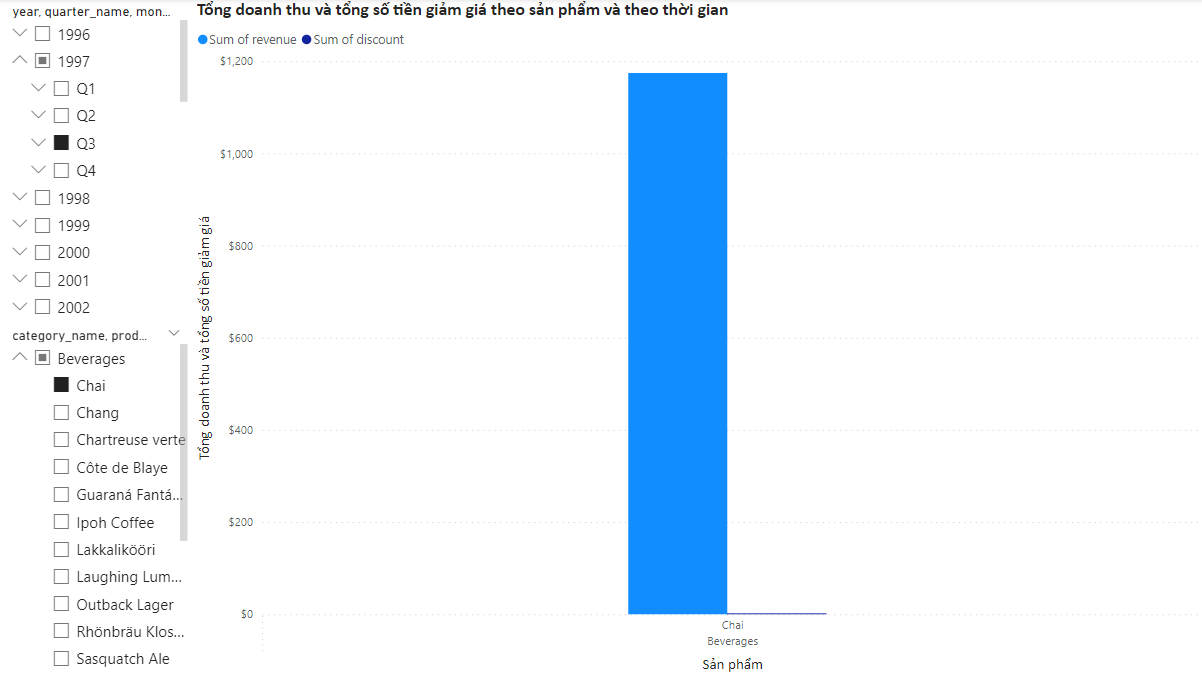 year, quarter_name, mon...
1996
1997
Q1
Q2
Q3
Q4
1998
1999
2000
2001
2002
category_name, prod...
Beverages
Chai
Chang
Chartreuse verte
Côte de Blaye
Guaraná Fantá...
Ipoh Coffee
Lakkalikööri
Laughing Lum...
Outback Lager
Rhönbräu Klos...
Sasquatch Ale
Tổng doanh thu và tổng số tiền giảm giá theo sản phẩm và theo thời gian
Sum of revenue Sum of discount
Tổng doanh thu và tổng số tiền giảm giá
$1,200
$1,000
$800
$600
$400
$200
$0
Chai
Beverages
Sản phẩm